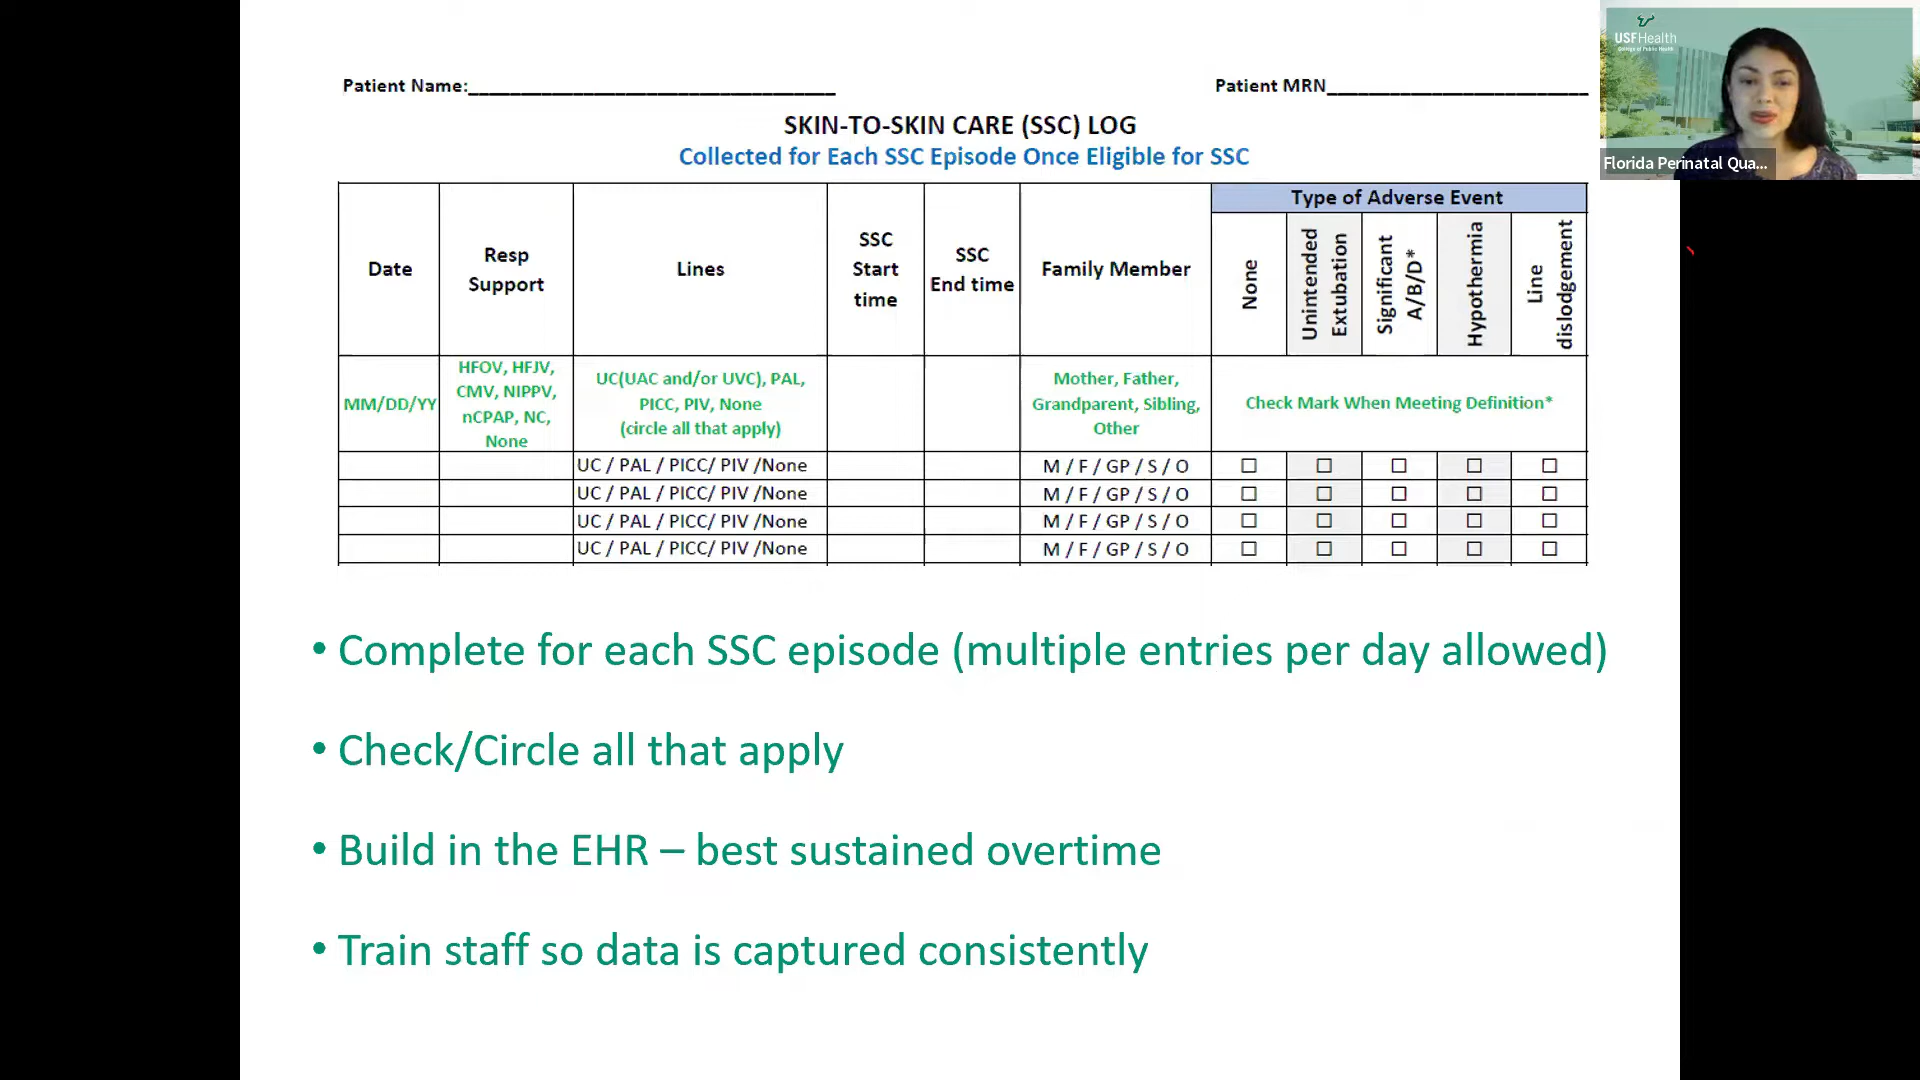 USFHealth
College of Public Health
Florida Perinatal Qua...
Patient Name:___________________________________
Patient MRN_________________________
SKIN-TO-SKIN CARE (SSC) LOG
Collected for Each SSC Episode Once Eligible for SSC
Type of Adverse Event
Date
Resp
Support
Lines
SSC
Start
time
SSC
End time
Family Member
None
Unintended
Extubation
Significant
A/B/D*
Hypothermia
Line
dislodgement
MM/DD/YY
HFOV, HFJV,
CMV, NIPPV,
nCPAP, NC,
None
UC(UAC and/or UVC), PAL,
PICC, PIV, None
(circle all that apply)
Mother, Father,
Grandparent, Sibling,
Other
Check Mark When Meeting Definition*
UC / PAL / PICC/ PIV /None M / F / GP / S / O ☐ ☐ ☐ ☐ ☐
UC / PAL / PICC/ PIV /None M / F / GP / S / O ☐ ☐ ☐ ☐ ☐
UC / PAL / PICC/ PIV /None M / F / GP / S / O ☐ ☐ ☐ ☐ ☐
UC / PAL / PICC/ PIV /None M / F / GP / S / O ☐ ☐ ☐ ☐ ☐
• Complete for each SSC episode (multiple entries per day allowed)
• Check/Circle all that apply
• Build in the EHR – best sustained overtime
• Train staff so data is captured consistently